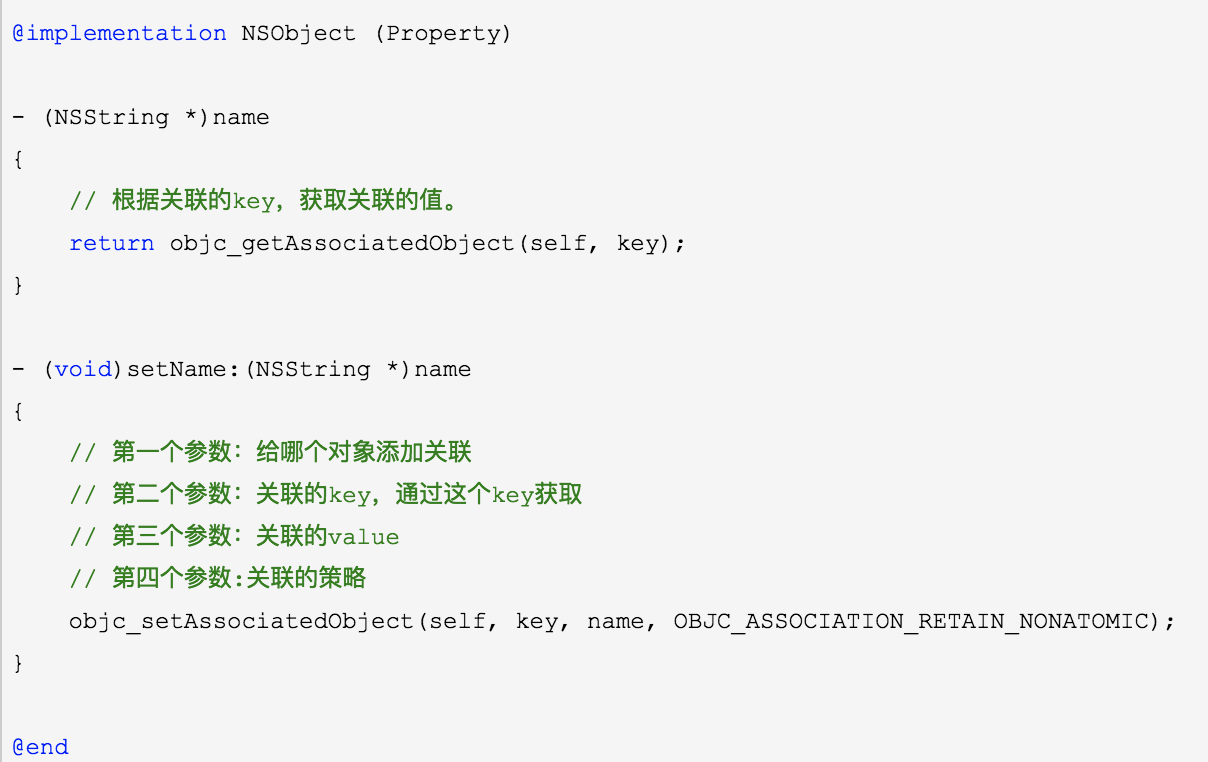 @implementation NSObject (Property)
- (NSString *)name
{
// 根据关联的key，获取关联的值。
return objc_getAssociatedObject(self, key);
}
- (void)setName:(NSString *)name
{
// 第一个参数：给哪个对象添加关联
// 第二个参数：关联的key，通过这个key获取
// 第三个参数：关联的value
// 第四个参数:关联的策略
objc_setAssociatedObject(self, key, name, OBJC_ASSOCIATION_RETAIN_NONATOMIC);
}
@end